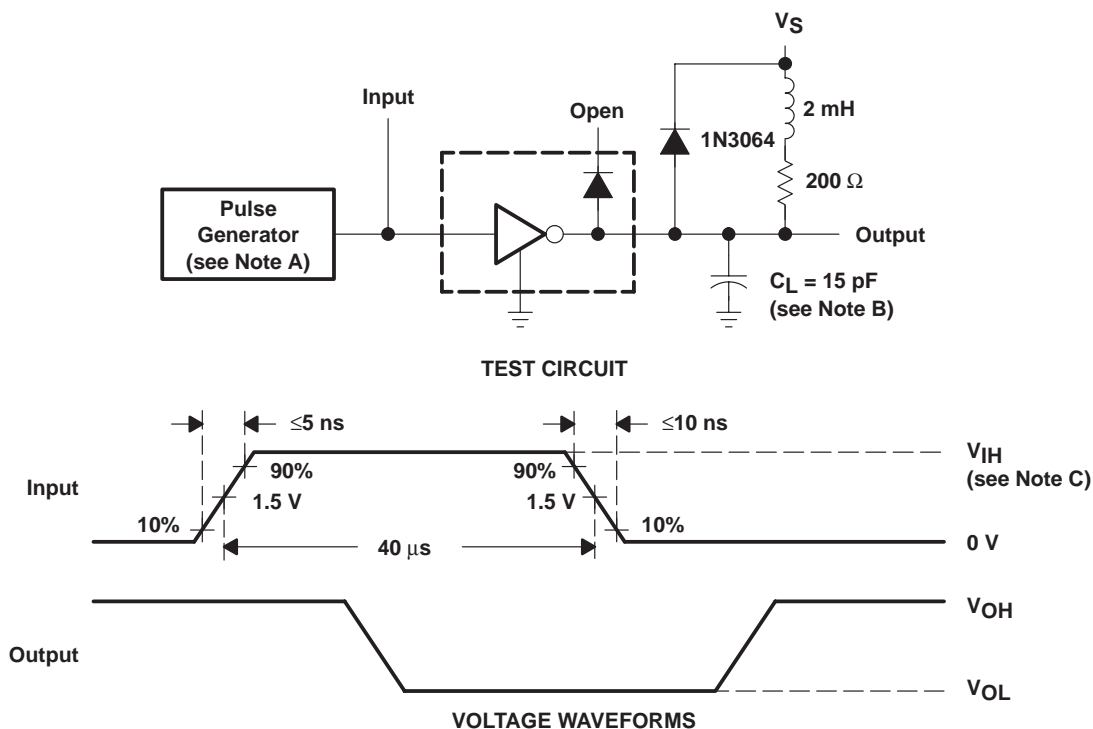 VS
Input
Open
2 mH
1N3064
200 Ω
Pulse
Generator
(see Note A)
Output
CL = 15 pF
(see Note B)
TEST CIRCUIT
≤5 ns
≤10 ns
VIH
(see Note C)
Input
90%
90%
1.5 V
1.5 V
10%
10%
40 μs
0 V
VOH
Output
VOL
VOLTAGE WAVEFORMS